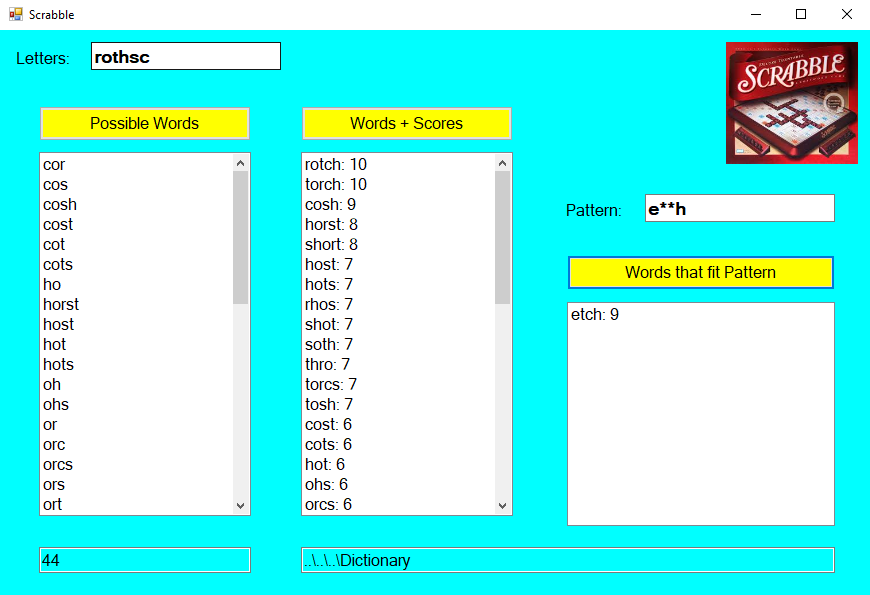 Scrabble
Letters: rothsc
SCRABBLE
Possible Words
Words + Scores
cor
cos
cosh
cost
cot
cots
ho
horst
host
hot
hots
oh
ohs
or
orc
orcs
ors
ort
rotch: 10
torch: 10
cosh: 9
horst: 8
short: 8
host: 7
hots: 7
rhos: 7
shot: 7
soth: 7
thro: 7
torcs: 7
tosh: 7
cost: 6
cots: 6
hot: 6
ohs: 6
orcs: 6
Pattern: e**h
Words that fit Pattern
etch: 9
44
..\..\..\Dictionary